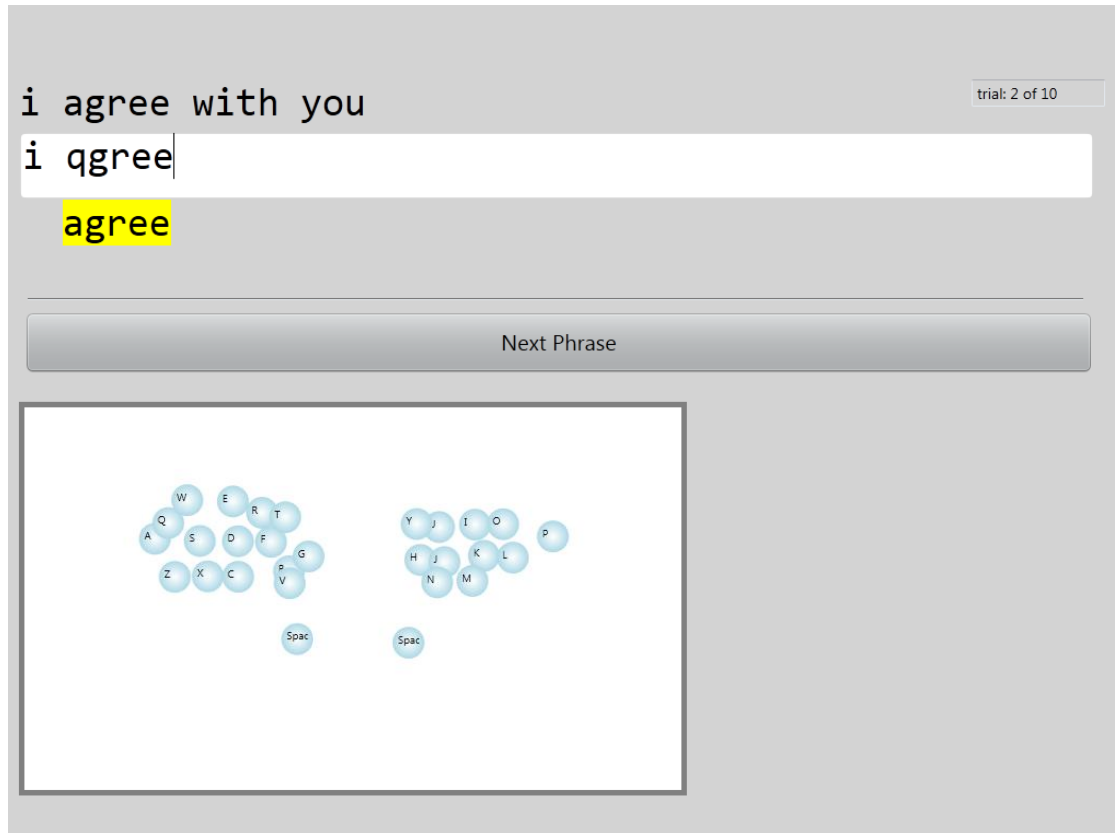 i agree with you
trial: 2 of 10
i qgree
agree
Next Phrase
W E R T Y J I O P
A Q S D F G H J K L
Z X C V N M
Spac Spac